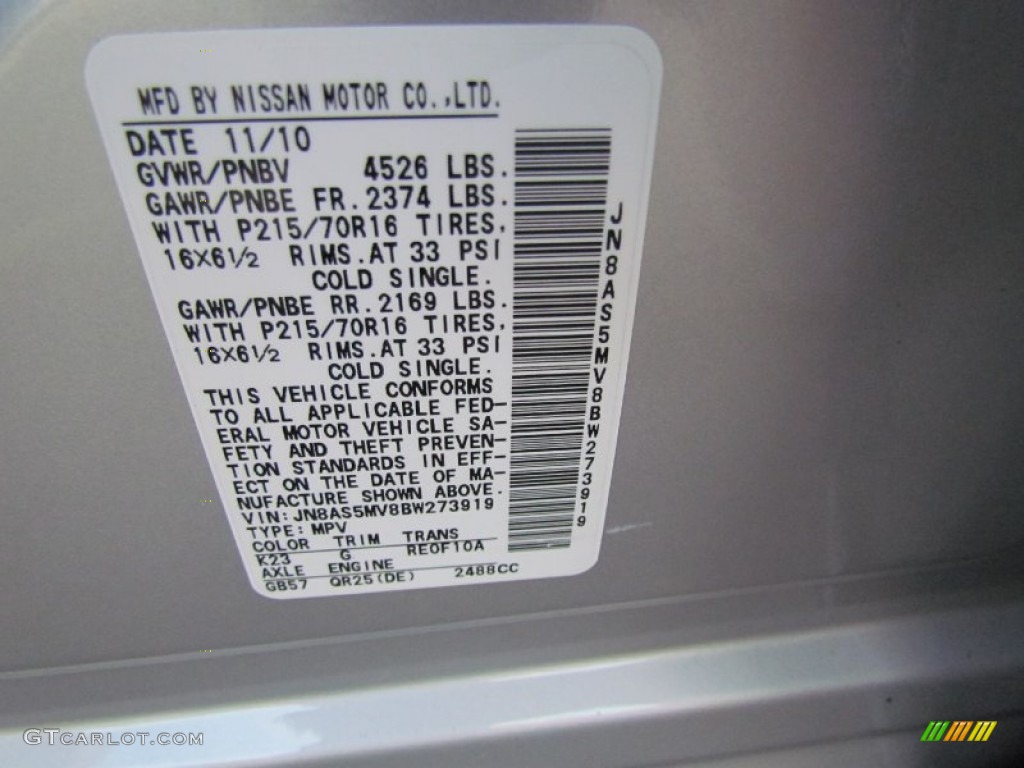 MFD BY NISSAN MOTOR CO.,LTD.
DATE 11/10
GVWR/PNBV 4526 LBS.
GAWR/PNBE FR.2374 LBS.
WITH P215/70R16 TIRES,
16X6½ RIMS.AT 33 PSI
COLD SINGLE.
GAWR/PNBE RR.2169 LBS.
WITH P215/70R16 TIRES,
16X6½ RIMS.AT 33 PSI
COLD SINGLE.
THIS VEHICLE CONFORMS
TO ALL APPLICABLE FED-
ERAL MOTOR VEHICLE SA-
FETY AND THEFT PREVEN-
TION STANDARDS IN EFF-
ECT ON THE DATE OF MA-
NUFACTURE SHOWN ABOVE.
VIN:JN8AS5MV8BW273919
TYPE:MPV
COLOR TRIM TRANS
K23 G RE0F10A
AXLE ENGINE
GB57 QR25(DE) 2488CC
JN8AS5MV8BW273919
GTCARLOT.COM